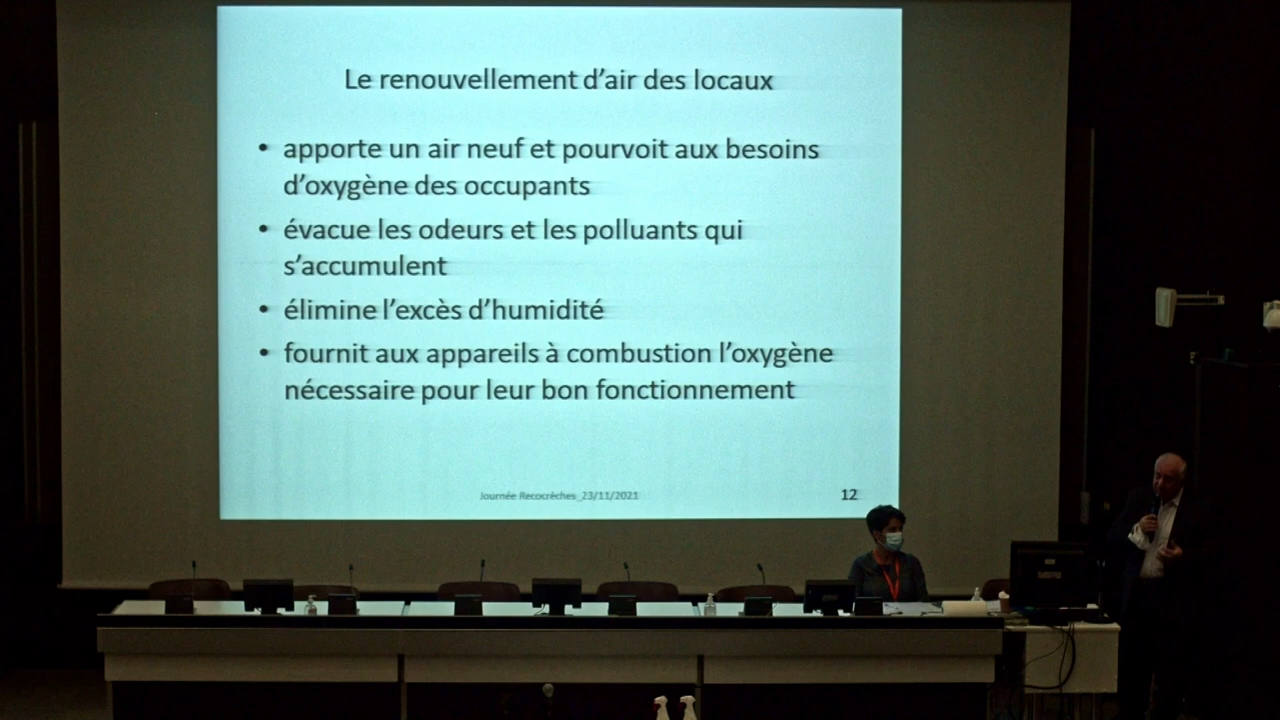 Le renouvellement d’air des locaux
• apporte un air neuf et pourvoit aux besoins
d’oxygène des occupants
• évacue les odeurs et les polluants qui
s’accumulent
• élimine l’excès d’humidité
• fournit aux appareils à combustion l’oxygène
nécessaire pour leur bon fonctionnement
Journée Recocrèches_23/11/2021
12